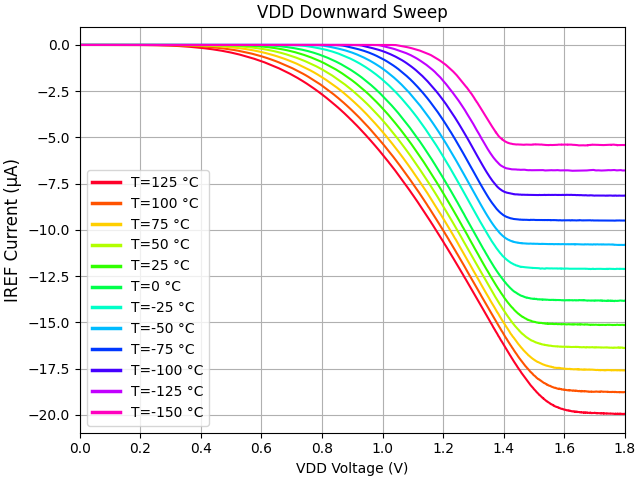 VDD Downward Sweep
IREF Current (μA)
0.0
−2.5
−5.0
−7.5
−10.0
−12.5
−15.0
−17.5
−20.0
T=125 °C
T=100 °C
T=75 °C
T=50 °C
T=25 °C
T=0 °C
T=-25 °C
T=-50 °C
T=-75 °C
T=-100 °C
T=-125 °C
T=-150 °C
0.0 0.2 0.4 0.6 0.8 1.0 1.2 1.4 1.6 1.8
VDD Voltage (V)